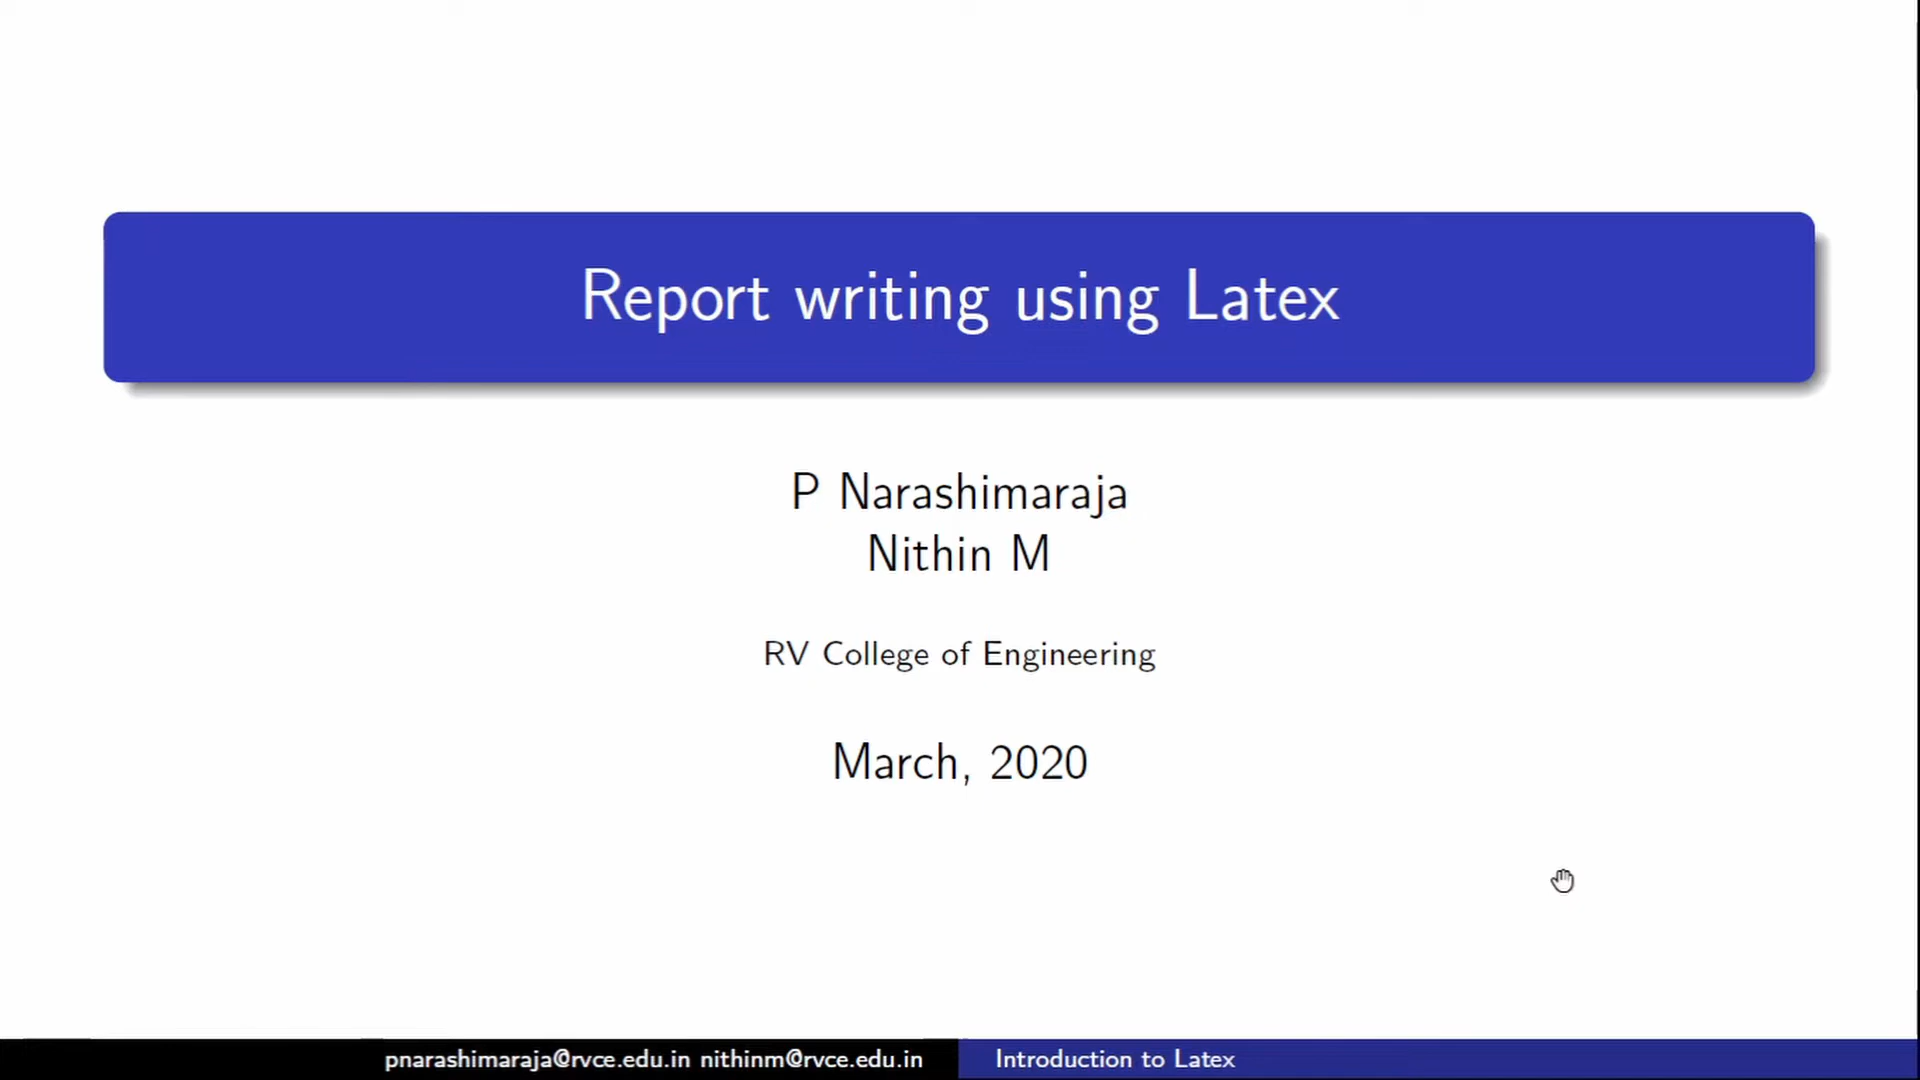 Report writing using Latex
P Narashimaraja
Nithin M
RV College of Engineering
March, 2020
pnarashimaraja@rvce.edu.in nithinm@rvce.edu.in
Introduction to Latex